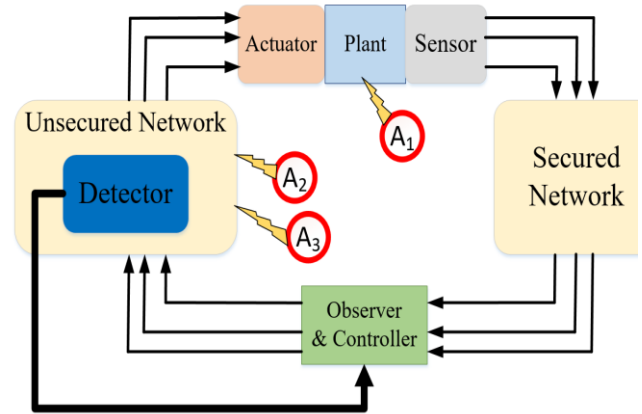 Actuator
Plant
Sensor
Unsecured Network
Detector
A1
A2
A3
Secured
Network
Observer
& Controller